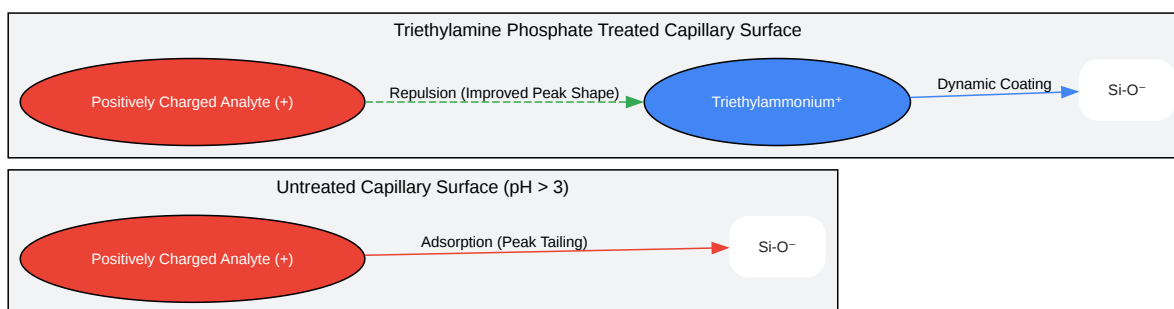 Triethylamine Phosphate Treated Capillary Surface
Positively Charged Analyte (+)
Repulsion (Improved Peak Shape)
Triethylammonium⁺
Dynamic Coating
Si-O⁻
Untreated Capillary Surface (pH > 3)
Positively Charged Analyte (+)
Adsorption (Peak Tailing)
Si-O⁻